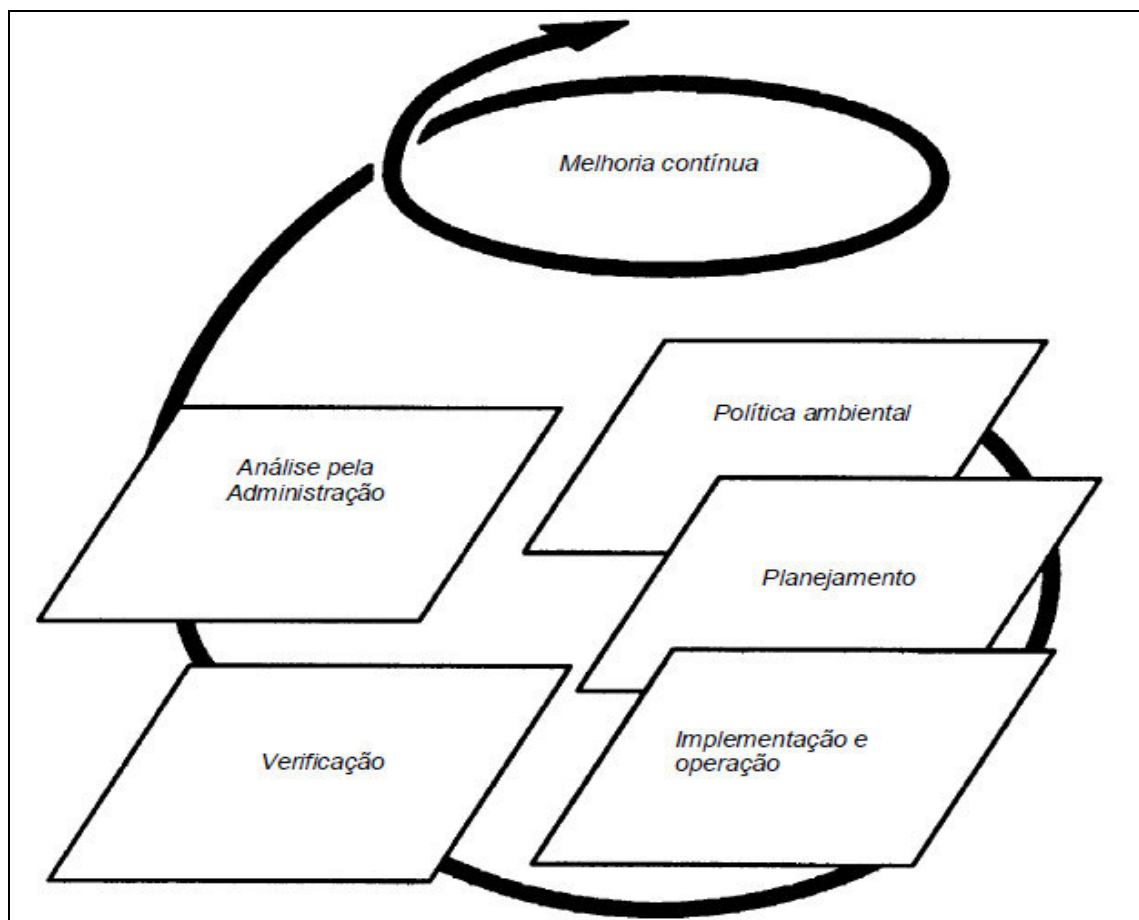 Melhoria contínua
Política ambiental
Análise pela
Administração
Planejamento
Implementação e
operação
Verificação